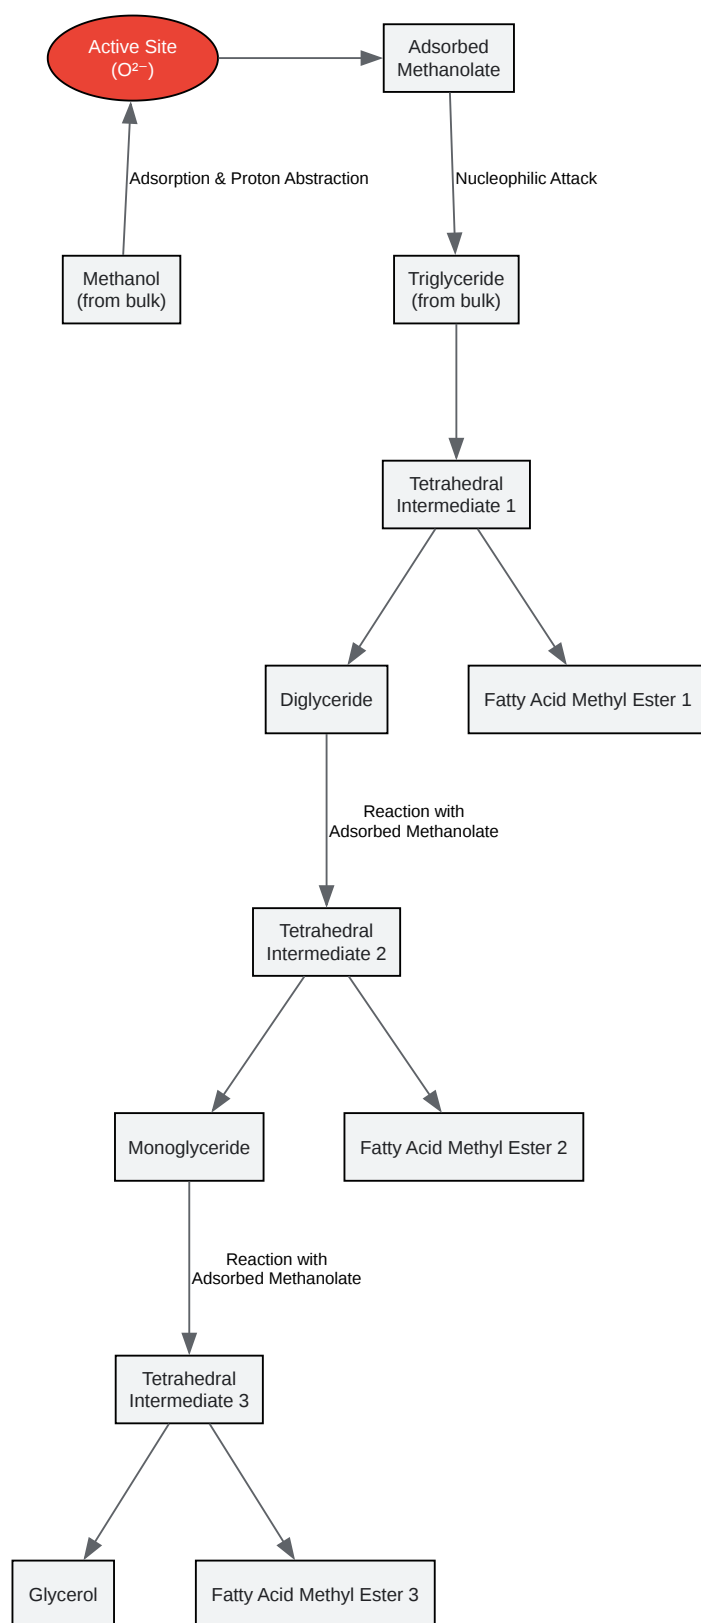 Active Site
(O²⁻)
Adsorbed
Methanolate
Adsorption & Proton Abstraction
Nucleophilic Attack
Methanol
(from bulk)
Triglyceride
(from bulk)
Tetrahedral
Intermediate 1
Diglyceride
Fatty Acid Methyl Ester 1
Reaction with
Adsorbed Methanolate
Tetrahedral
Intermediate 2
Monoglyceride
Fatty Acid Methyl Ester 2
Reaction with
Adsorbed Methanolate
Tetrahedral
Intermediate 3
Glycerol
Fatty Acid Methyl Ester 3